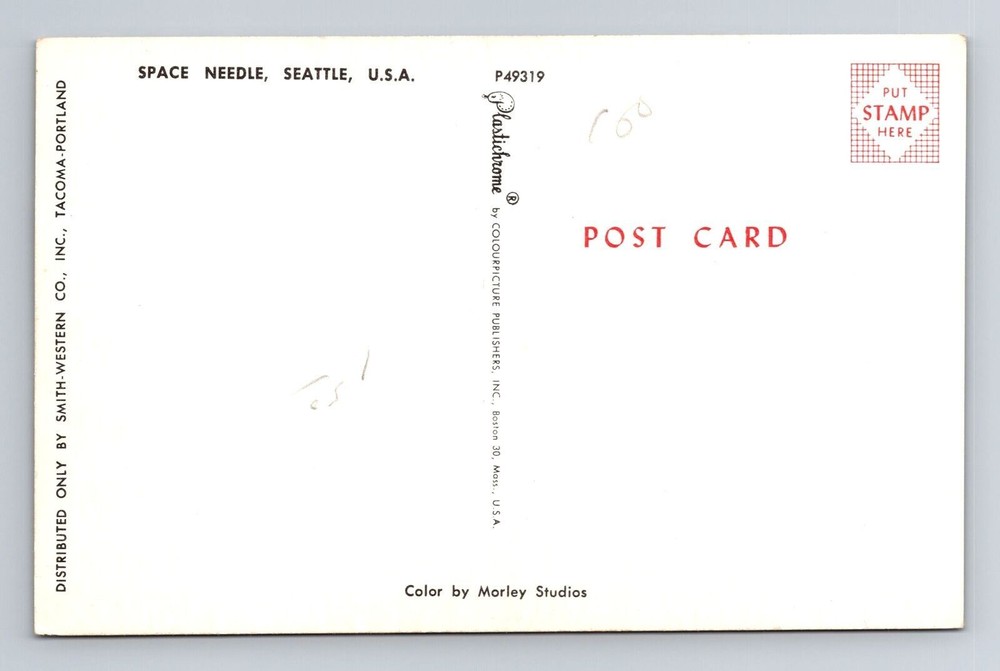 SPACE NEEDLE, SEATTLE, U.S.A.
P49319
PUT
STAMP
HERE
DISTRIBUTED ONLY BY SMITH-WESTERN CO., INC., TACOMA-PORTLAND
Plastichrome®
by COLOURPICTURE PUBLISHERS, INC., Boston 30, Mass., U.S.A.
POST CARD
Color by Morley Studios